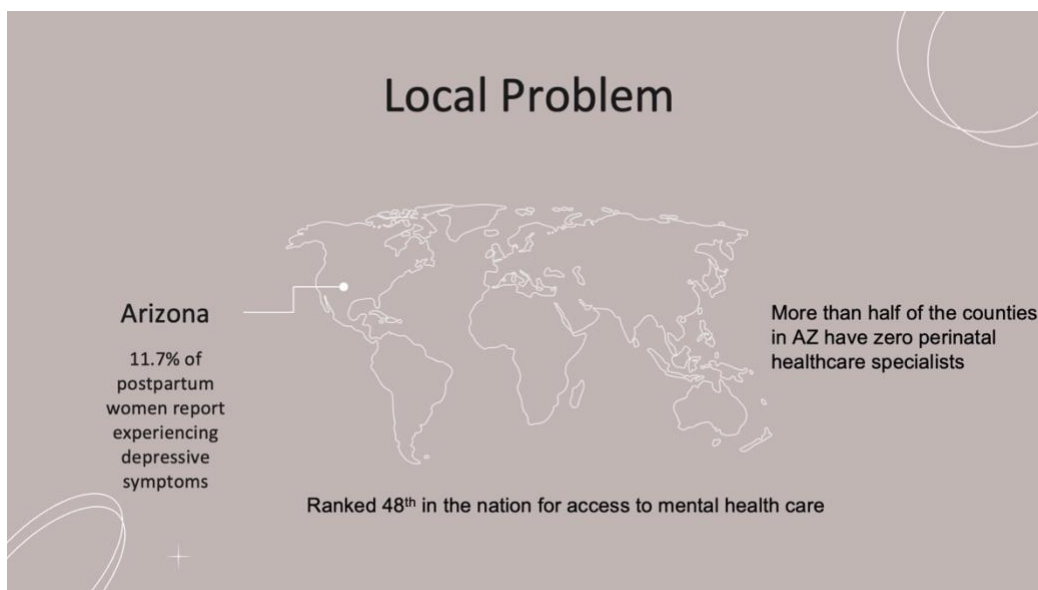 Local Problem
Arizona
11.7% of
postpartum
women report
experiencing
depressive
symptoms
More than half of the counties
in AZ have zero perinatal
healthcare specialists
Ranked 48th in the nation for access to mental health care